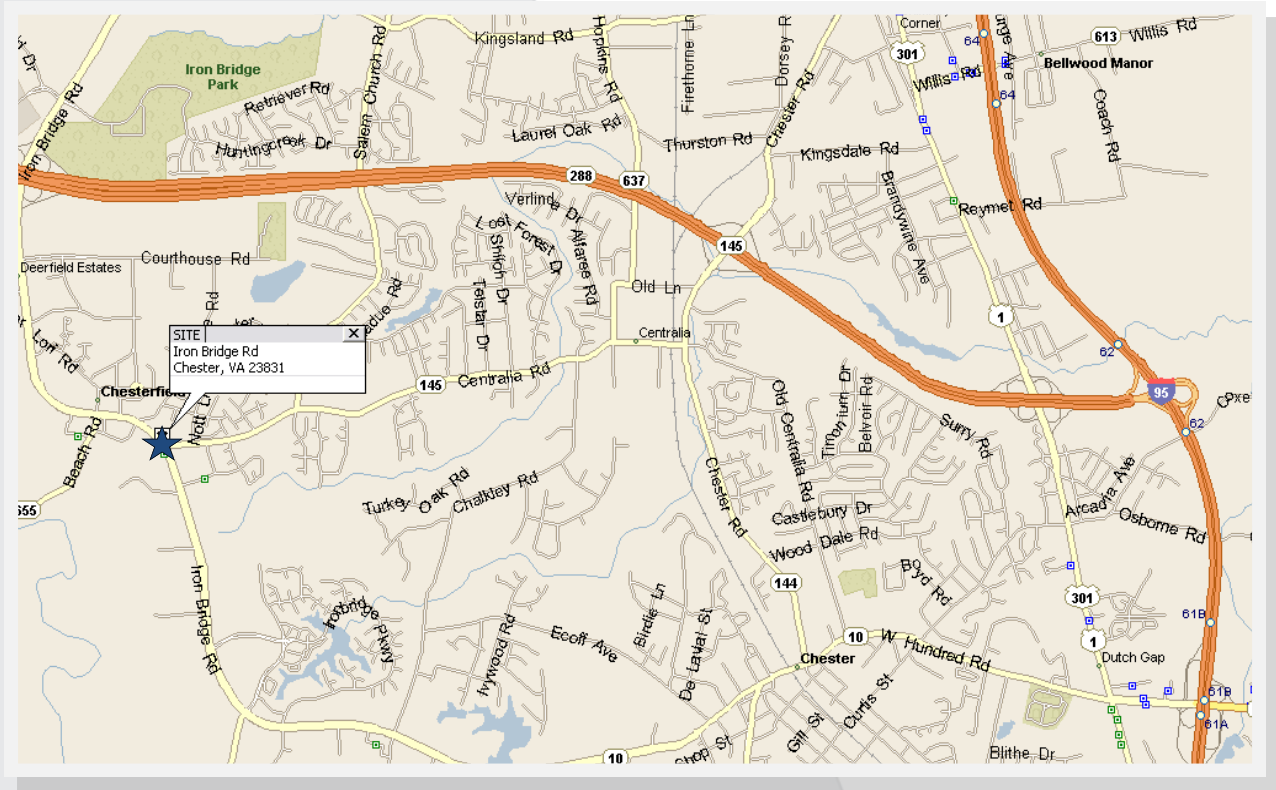 Corner
Kingsland Rd
Hopkins Rd
Firethorne Ln
Dorsey R
301
64
613
Willis Rd
Iron Bridge
Park
Salem Church Rd
Chester Rd
Willis Rd
Bellwood Manor
Retriever Rd
64
Coach Rd
Iron Bridge Rd
Huntingcreek Dr
Laurel Oak Rd
Thurston Rd
Kingsdale Rd
288
637
Brandywine Ave
Verlinda Dr
Lost Forest Dr
Reymet Rd
Shiloh Dr
Alfaree Rd
145
Courthouse Rd
Deerfield Estates
Telstar Dr
Old Ln
1
Lori Rd
SITE
Iron Bridge Rd
Chester, VA 23831
Centralia
62
145
Centralia Rd
95
Chesterfield
Nott Ln
Old Centralia Rd
Timonium Dr
Belvoir Rd
Surry Rd
62
Beach Rd
Chester Rd
Turkey Oak Rd
Chalkley Rd
Arcadia Ave
655
Castlebury Dr
Osborne Rd
Wood Dale Rd
Iron Bridge Rd
144
Boyd Rd
301
Ironbridge Pkwy
Ivywood Rd
Birdie Ln
61B
Ecoff Ave
De Laval St
10
W Hundred Rd
1
Chester
Dutch Gap
Curtis St
61B
Gill St
61A
10
Shop St
Blithe Dr